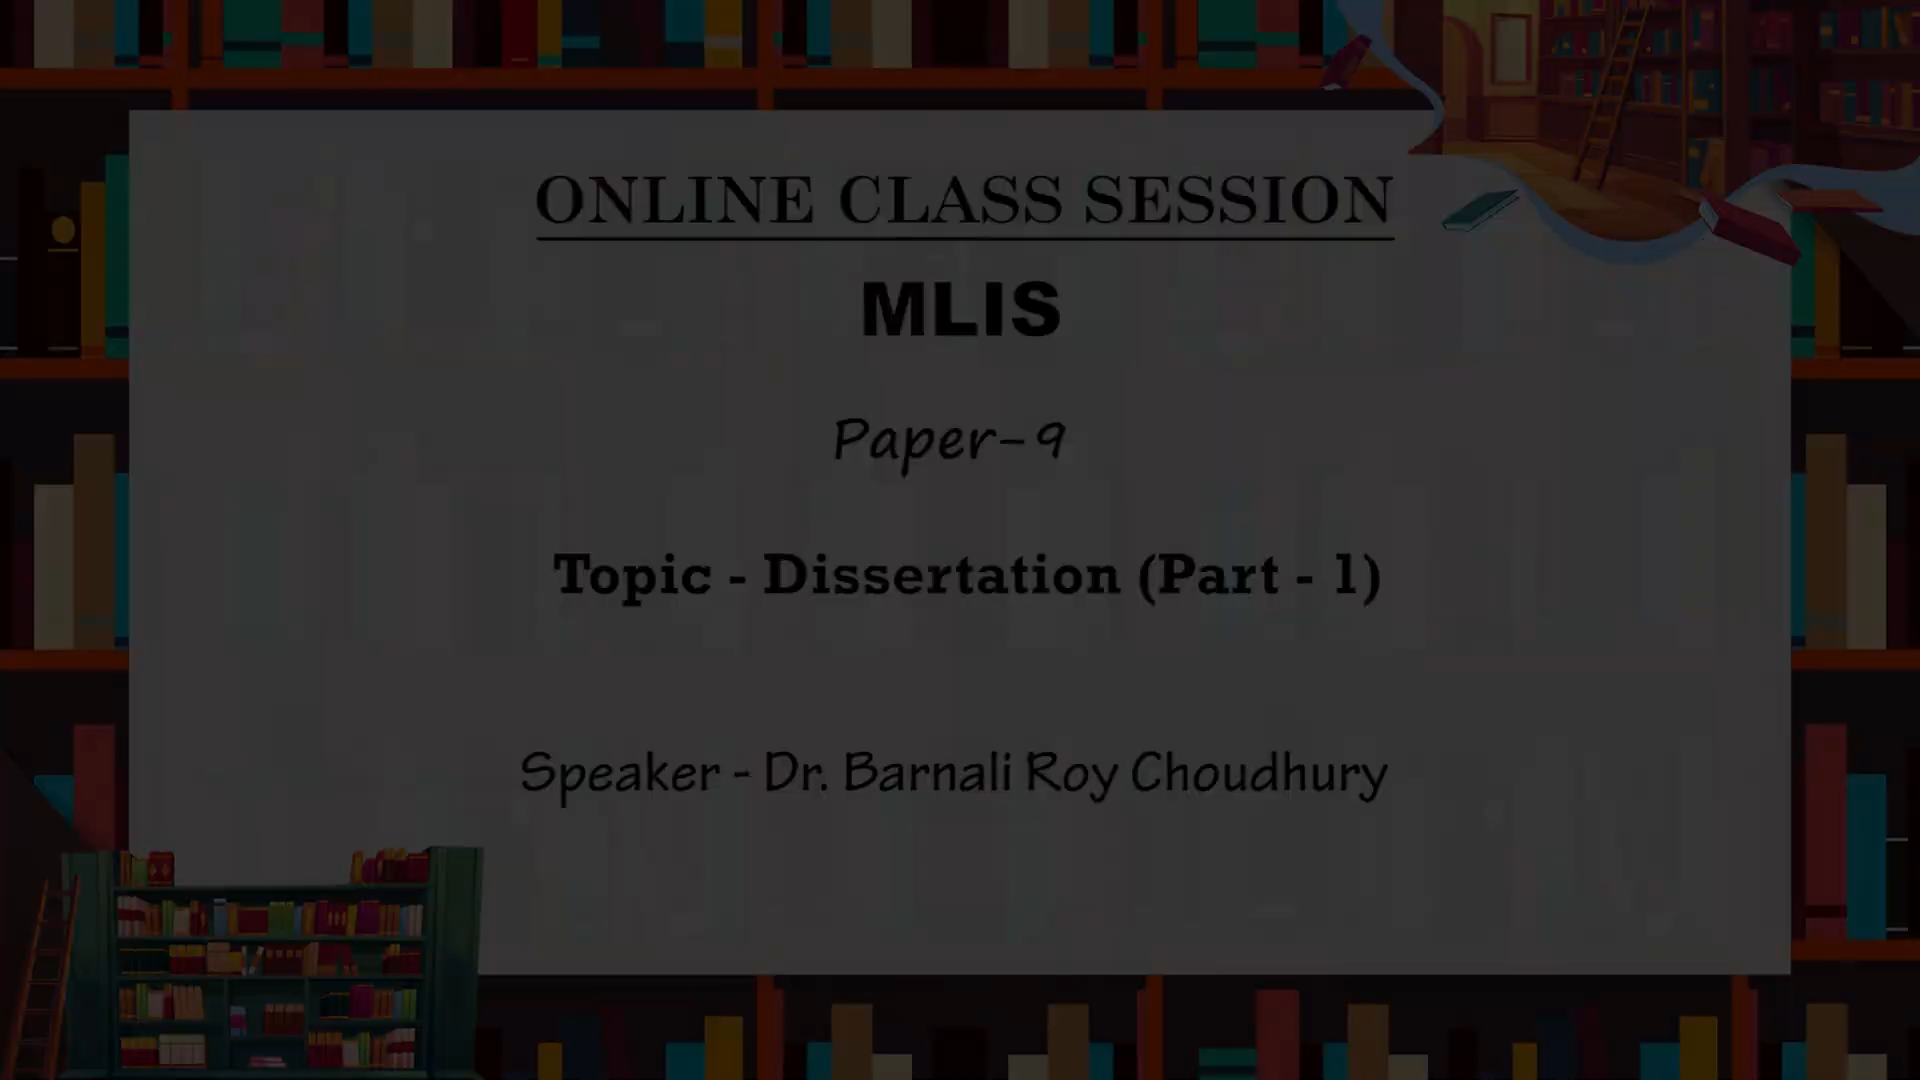 ONLINE CLASS SESSION
MLIS
Paper-9
Topic - Dissertation (Part - 1)
Speaker - Dr. Barnali Roy Choudhury